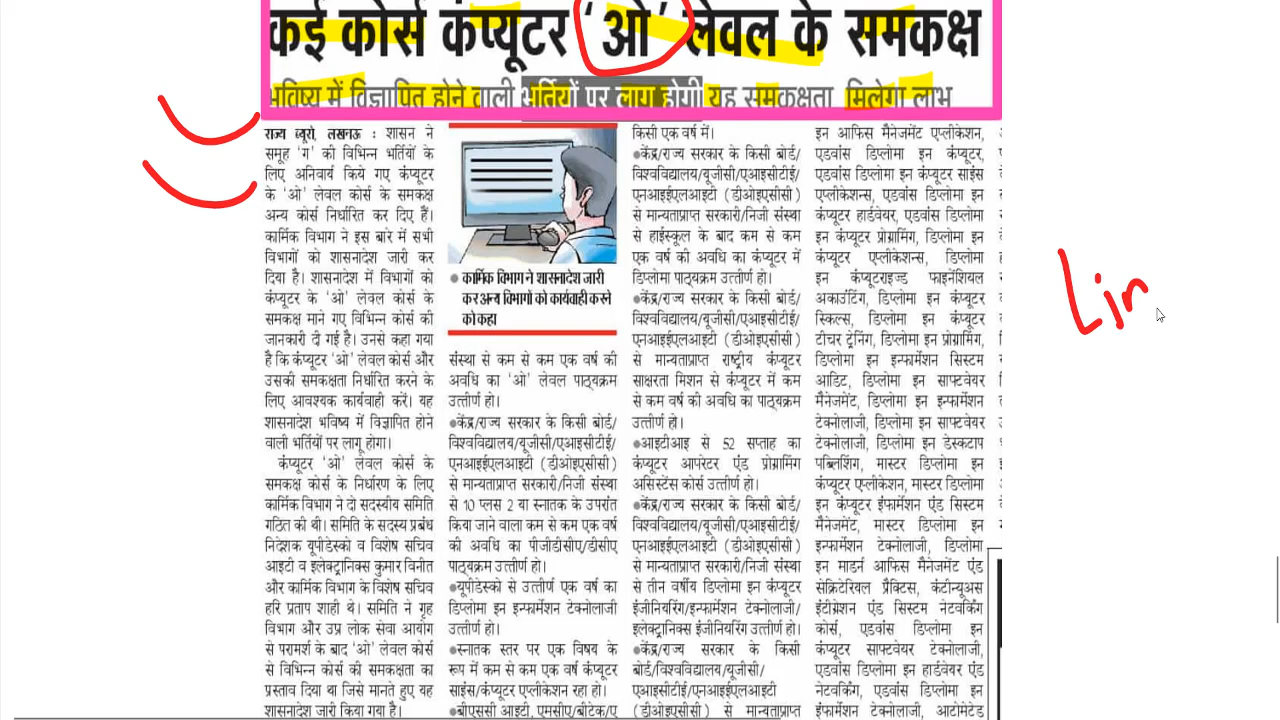 कई कोर्स कंप्यूटर 'ओ' लेवल के समकक्ष
भविष्य में विज्ञापित होने वाली भर्तियों पर लागू होगी यह समकक्षता मिलेगा लाभ
राज्य ब्यूरो, लखनऊ : शासन ने
समूह 'ग' की विभिन्न भर्तियों के
लिए अनिवार्य किये गए कंप्यूटर
के 'ओ' लेवल कोर्स के समकक्ष
अन्य कोर्स निर्धारित कर दिए हैं।
कार्मिक विभाग ने इस बारे में सभी
विभागों को शासनादेश जारी कर
दिया है। शासनादेश में विभागों को
कंप्यूटर के 'ओ' लेवल कोर्स के
समकक्ष माने गए विभिन्न कोर्स की
जानकारी दी गई है। उनसे कहा गया
है कि कंप्यूटर 'ओ' लेवल कोर्स और
उसकी समकक्षता निर्धारित करने के
लिए आवश्यक कार्यवाही करें। यह
शासनादेश भविष्य में विज्ञापित होने
वाली भर्तियों पर लागू होगा।
कंप्यूटर 'ओ' लेवल कोर्स के
समकक्ष कोर्स के निर्धारण के लिए
कार्मिक विभाग ने दो सदस्यीय समिति
गठित की थी। समिति के सदस्य प्रबंध
निदेशक यूपीडेस्को व विशेष सचिव
आइटी व इलेक्ट्रानिक्स कुमार विनीत
और कार्मिक विभाग के विशेष सचिव
हरि प्रताप शाही थे। समिति ने गृह
विभाग और उप्र लोक सेवा आयोग
से परामर्श के बाद 'ओ' लेवल कोर्स
से विभिन्न कोर्स की समकक्षता का
प्रस्ताव दिया था जिसे मानते हुए यह
शासनादेश जारी किया गया है।
● कार्मिक विभाग ने शासनादेश जारी
कर अन्य विभागों को कार्यवाही करने
को कहा
संस्था से कम से कम एक वर्ष की
अवधि का 'ओ' लेवल पाठ्यक्रम
उत्तीर्ण हो।
●केंद्र/राज्य सरकार के किसी बोर्ड/
विश्वविद्यालय/यूजीसी/एआइसीटीई/
एनआइईएलआइटी (डीओइएसीसी)
से मान्यताप्राप्त सरकारी/निजी संस्था
से 10 प्लस 2 या स्नातक के उपरांत
किया जाने वाला कम से कम एक वर्ष
की अवधि का पीजीडीसीए/डीसीए
पाठ्यक्रम उत्तीर्ण हो।
●यूपीडेस्को से उत्तीर्ण एक वर्ष का
डिप्लोमा इन इन्फार्मेशन टेक्नोलाजी
उत्तीर्ण हो।
●स्नातक स्तर पर एक विषय के
रूप में कम से कम एक वर्ष कंप्यूटर
साइंस/कंप्यूटर एप्लीकेशन रहा हो।
●बीएससी आइटी, एमसीए/बीटेक/ए
किसी एक वर्ष में।
●केंद्र/राज्य सरकार के किसी बोर्ड/
विश्वविद्यालय/यूजीसी/एआइसीटीई/
एनआइईएलआइटी (डीओइएसीसी)
से मान्यताप्राप्त सरकारी/निजी संस्था
से हाईस्कूल के बाद कम से कम
एक वर्ष की अवधि का कंप्यूटर में
डिप्लोमा पाठ्यक्रम उत्तीर्ण हो।
●केंद्र/राज्य सरकार के किसी बोर्ड/
विश्वविद्यालय/यूजीसी/एआइसीटीई/
एनआइईएलआइटी (डीओइएसीसी)
से मान्यताप्राप्त राष्ट्रीय कंप्यूटर
साक्षरता मिशन से कंप्यूटर में कम
से कम वर्ष की अवधि का पाठ्यक्रम
उत्तीर्ण हो।
●आइटीआइ से 52 सप्ताह का
कंप्यूटर आपरेटर एंड प्रोग्रामिंग
असिस्टेंस कोर्स उत्तीर्ण हो।
●केंद्र/राज्य सरकार के किसी बोर्ड/
विश्वविद्यालय/यूजीसी/एआइसीटीई/
एनआइईएलआइटी (डीओइएसीसी)
से मान्यताप्राप्त सरकारी/निजी संस्था
से तीन वर्षीय डिप्लोमा इन कंप्यूटर
इंजीनियरिंग/इन्फार्मेशन टेक्नोलाजी/
इलेक्ट्रानिक्स इंजीनियरिंग उत्तीर्ण हो।
●केंद्र/राज्य सरकार के किसी
बोर्ड/विश्वविद्यालय/यूजीसी/
एआइसीटीई/एनआइईएलआइटी
(डीओइएसीसी) से मान्यताप्राप्त
इन आफिस मैनेजमेंट एप्लीकेशन,
एडवांस डिप्लोमा इन कंप्यूटर,
एडवांस डिप्लोमा इन कंप्यूटर साइंस
एप्लीकेशन्स, एडवांस डिप्लोमा इन
कंप्यूटर हार्डवेयर, एडवांस डिप्लोमा
इन कंप्यूटर प्रोग्रामिंग, डिप्लोमा इन
कंप्यूटर एप्लीकेशन्स, डिप्लोमा
इन कंप्यूटराइज्ड फाइनेंशियल
अकाउंटिंग, डिप्लोमा इन कंप्यूटर
स्किल्स, डिप्लोमा इन कंप्यूटर
टीचर ट्रेनिंग, डिप्लोमा इन प्रोग्रामिंग,
डिप्लोमा इन इन्फार्मेशन सिस्टम
आडिट, डिप्लोमा इन साफ्टवेयर
मैनेजमेंट, डिप्लोमा इन इन्फार्मेशन
टेक्नोलाजी, डिप्लोमा इन साफ्टवेयर
टेक्नोलाजी, डिप्लोमा इन डेस्कटाप
पब्लिशिंग, मास्टर डिप्लोमा इन
कंप्यूटर एप्लीकेशन, मास्टर डिप्लोमा
इन कंप्यूटर इंफार्मेशन एंड सिस्टम
मैनेजमेंट, मास्टर डिप्लोमा इन
इन्फार्मेशन टेक्नोलाजी, डिप्लोमा
इन मार्डन आफिस मैनेजमेंट एंड
सेक्रिटेरियल प्रैक्टिस, कंटीन्यूअस
इंटीग्रेशन एंड सिस्टम नेटवर्किंग
कोर्स, एडवांस डिप्लोमा इन
कंप्यूटर साफ्टवेयर टेक्नोलाजी,
एडवांस डिप्लोमा इन हार्डवेयर एंड
नेटवर्किंग, एडवांस डिप्लोमा इन
इंफार्मेशन टेक्नोलाजी, आटोमेटेड
Lin